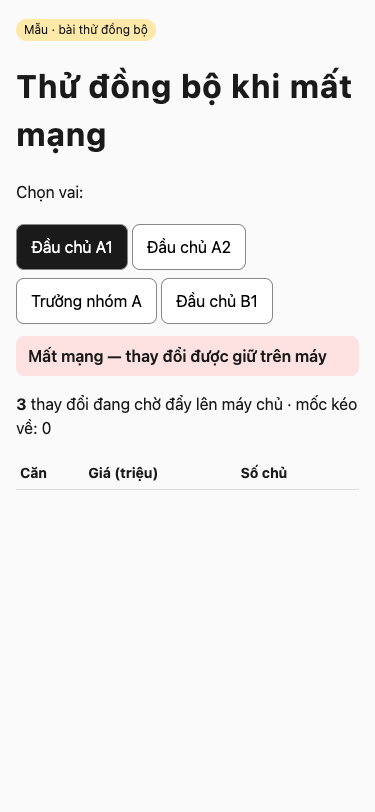 Mẫu · bài thử đồng bộ
Thử đồng bộ khi mất
mạng
Chọn vai:
Đầu chủ A1
Đầu chủ A2
Trưởng nhóm A
Đầu chủ B1
Mất mạng — thay đổi được giữ trên máy
3 thay đổi đang chờ đẩy lên máy chủ · mốc kéo
về: 0
Căn Giá (triệu) Số chủ